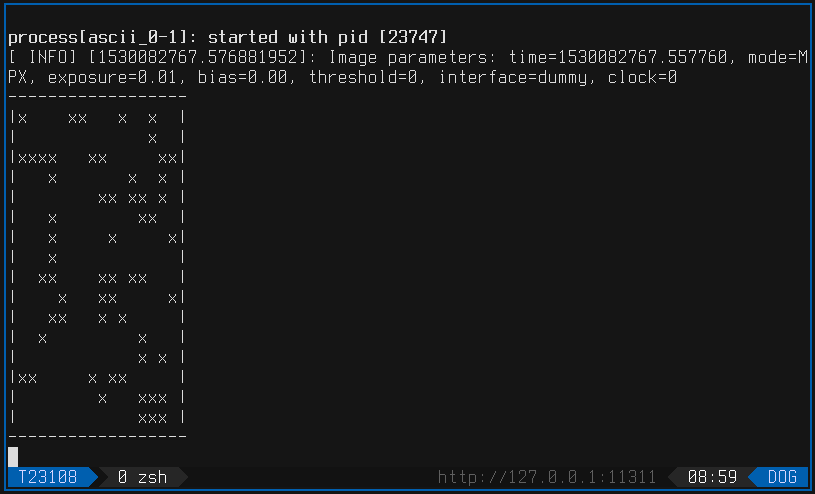 process[ascii_0-1]: started with pid [23747]
[ INFO] [1530082767.576881952]: Image parameters: time=1530082767.557760, mode=M
PX, exposure=0.01, bias=0.00, threshold=0, interface=dummy, clock=0
------------------
|x    xx   x  x  |
|             x  |
|xxxx   xx     xx|
|   x       x  x |
|        xx xx x |
|   x        xx  |
|   x     x     x|
|   x            |
|  xx    xx xx   |
|    x   xx     x|
|   xx   x x     |
|  x         x   |
|            x x |
|xx     x xx     |
|        x   xxx |
|            xxx |
------------------
T23108 0 zsh http://127.0.0.1:11311 08:59 DOG